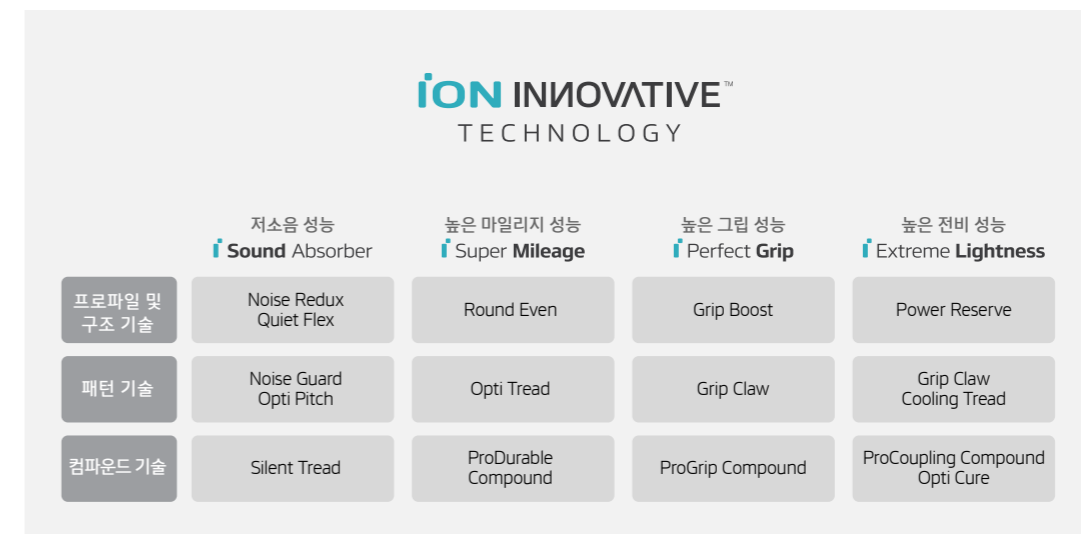 iON INNOVATIVE™
TECHNOLOGY
저소음 성능
i Sound Absorber
높은 마일리지 성능
i Super Mileage
높은 그립 성능
i Perfect Grip
높은 전비 성능
i Extreme Lightness
프로파일 및
구조 기술
Noise Redux
Quiet Flex
Round Even
Grip Boost
Power Reserve
패턴 기술
Noise Guard
Opti Pitch
Opti Tread
Grip Claw
Grip Claw
Cooling Tread
컴파운드 기술
Silent Tread
ProDurable
Compound
ProGrip Compound
ProCoupling Compound
Opti Cure